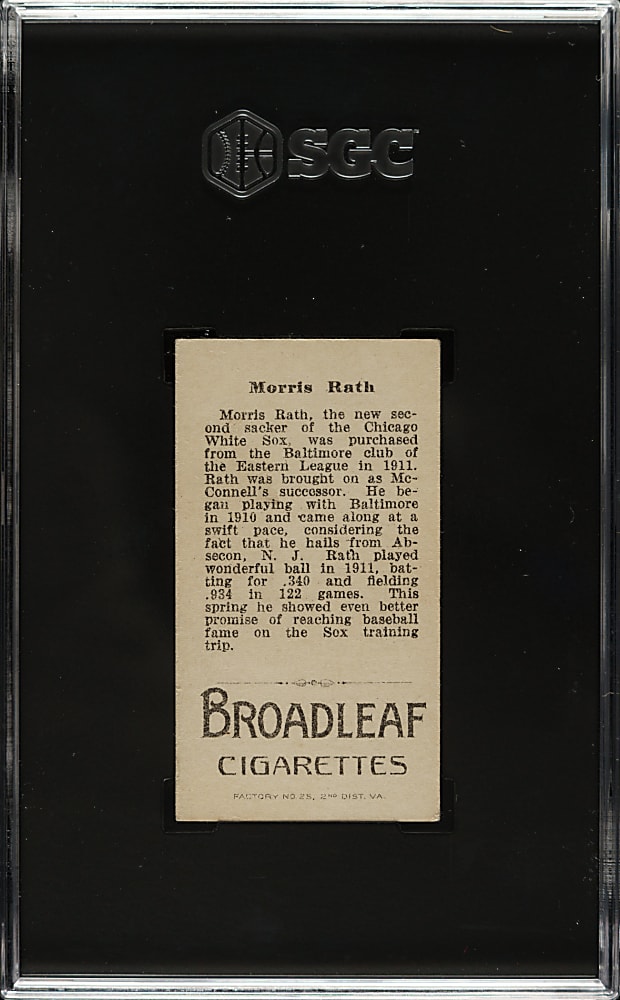 SGC
Morris Rath
Morris Rath, the new sec-
ond sacker of the Chicago
White Sox, was purchased
from the Baltimore club of
the Eastern League in 1911.
Rath was brought on as Mc-
Connell's successor. He be-
gan playing with Baltimore
in 1910 and came along at a
swift pace, considering the
fact that he hails from Ab-
secon, N. J. Rath played
wonderful ball in 1911, bat-
ting for .340 and fielding
.934 in 122 games. This
spring he showed even better
promise of reaching baseball
fame on the Sox training
trip.
BROADLEAF
CIGARETTES
FACTORY NO. 25, 2ND DIST. VA.